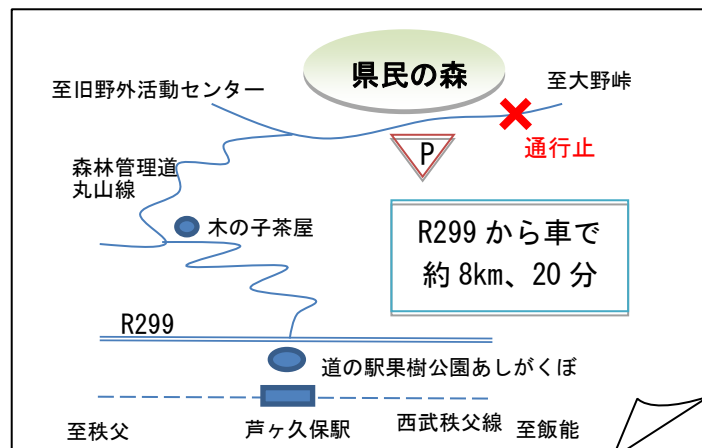 県民の森
至旧野外活動センター
至大野峠
通行止
P
森林管理道
丸山線
木の子茶屋
R299 から車で
約 8km、20 分
R299
道の駅果樹公園あしがくぼ
至秩父
芦ヶ久保駅
西武秩父線
至飯能